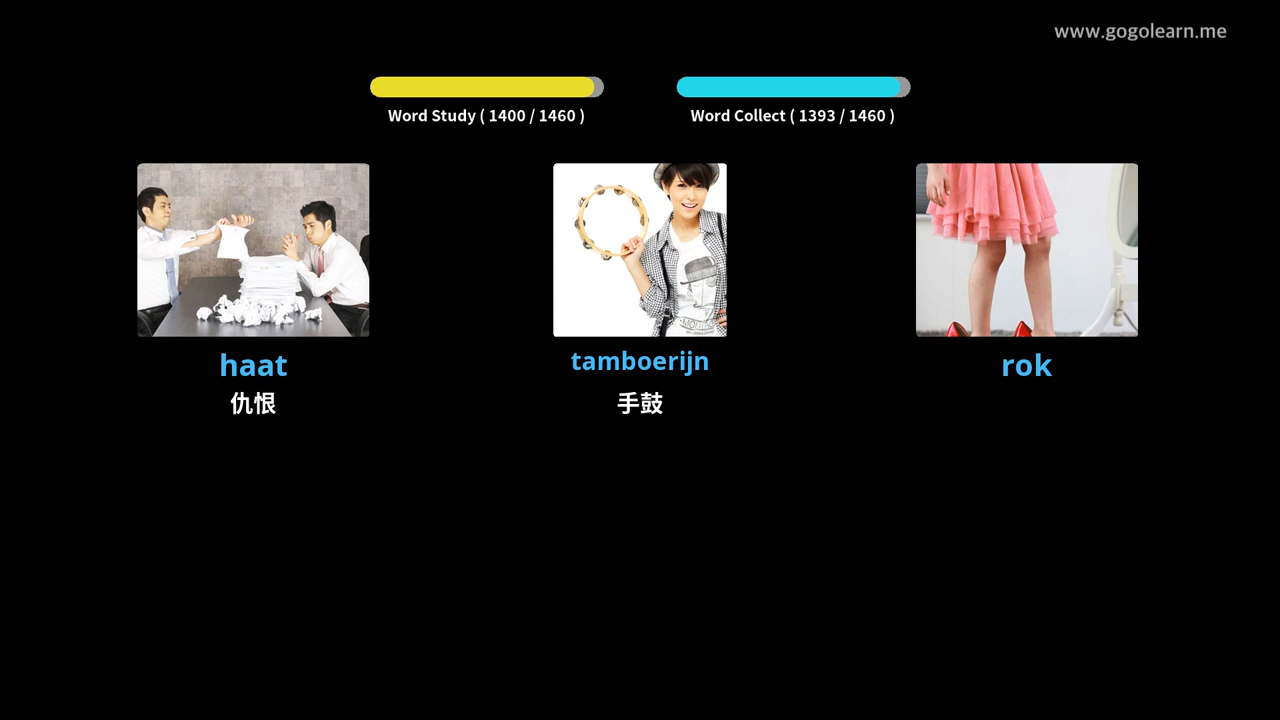 www.gogolearn.me
Word Study ( 1400 / 1460 )
Word Collect ( 1393 / 1460 )
haat
tamboerijn
rok
仇恨
手鼓